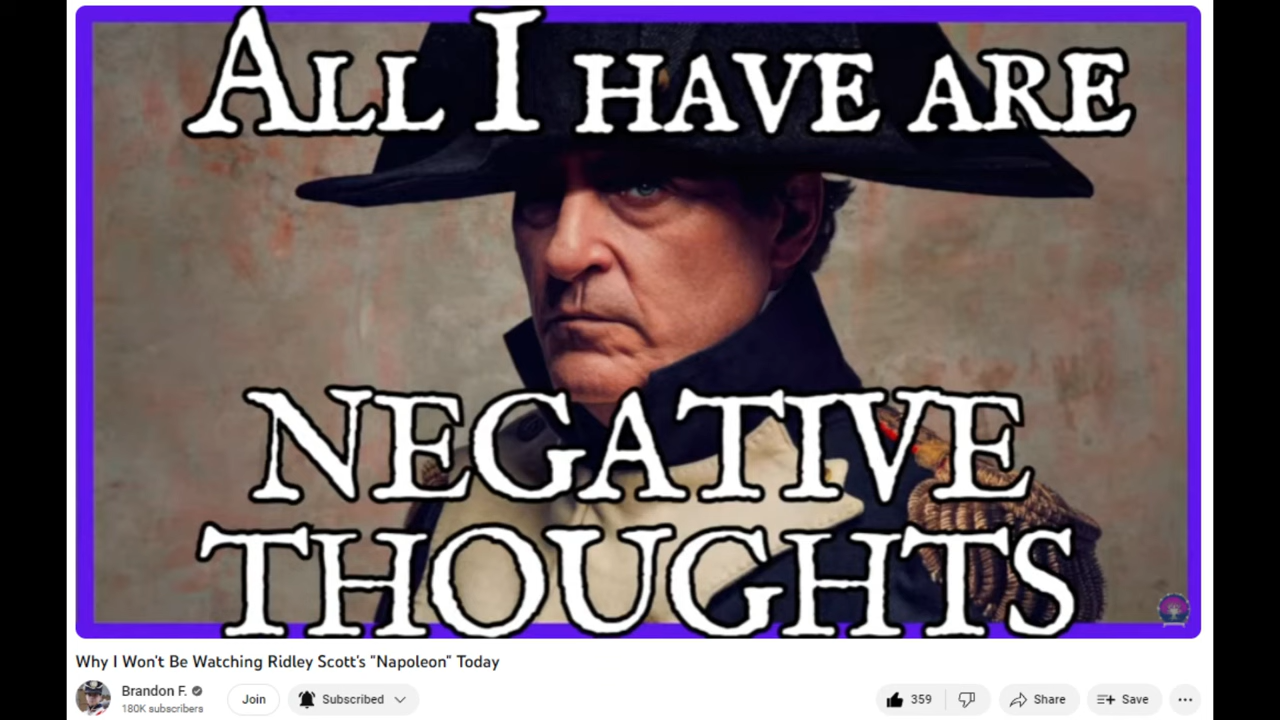 ALL I HAVE ARE
NEGATIVE
THOUGHTS
Why I Won't Be Watching Ridley Scott's "Napoleon" Today
Brandon F.
180K subscribers
Join
Subscribed
359
Share
Save